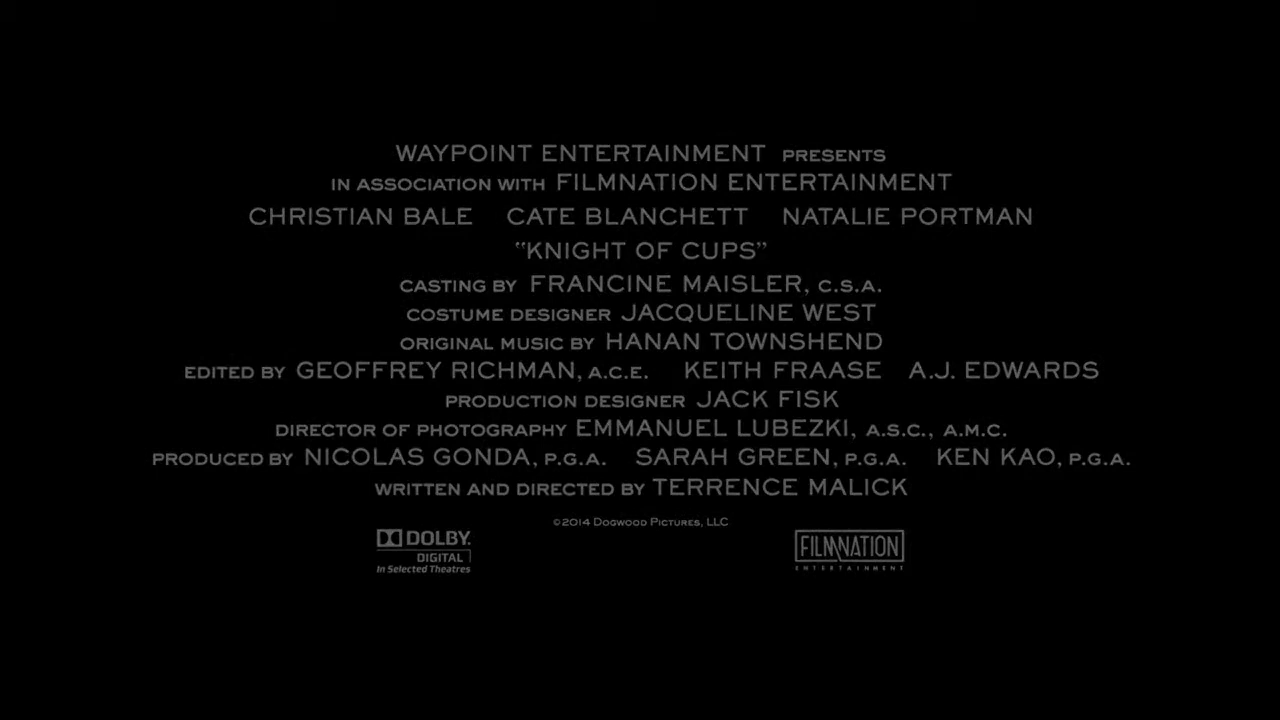 WAYPOINT ENTERTAINMENT PRESENTS
IN ASSOCIATION WITH FILMNATION ENTERTAINMENT
CHRISTIAN BALE CATE BLANCHETT NATALIE PORTMAN
“KNIGHT OF CUPS”
CASTING BY FRANCINE MAISLER, C.S.A.
COSTUME DESIGNER JACQUELINE WEST
ORIGINAL MUSIC BY HANAN TOWNSHEND
EDITED BY GEOFFREY RICHMAN, A.C.E. KEITH FRAASE A.J. EDWARDS
PRODUCTION DESIGNER JACK FISK
DIRECTOR OF PHOTOGRAPHY EMMANUEL LUBEZKI, A.S.C., A.M.C.
PRODUCED BY NICOLAS GONDA, P.G.A. SARAH GREEN, P.G.A. KEN KAO, P.G.A.
WRITTEN AND DIRECTED BY TERRENCE MALICK
©2014 DOGWOOD PICTURES, LLC
DOLBY.
DIGITAL
In Selected Theatres
FILMNATION
ENTERTAINMENT